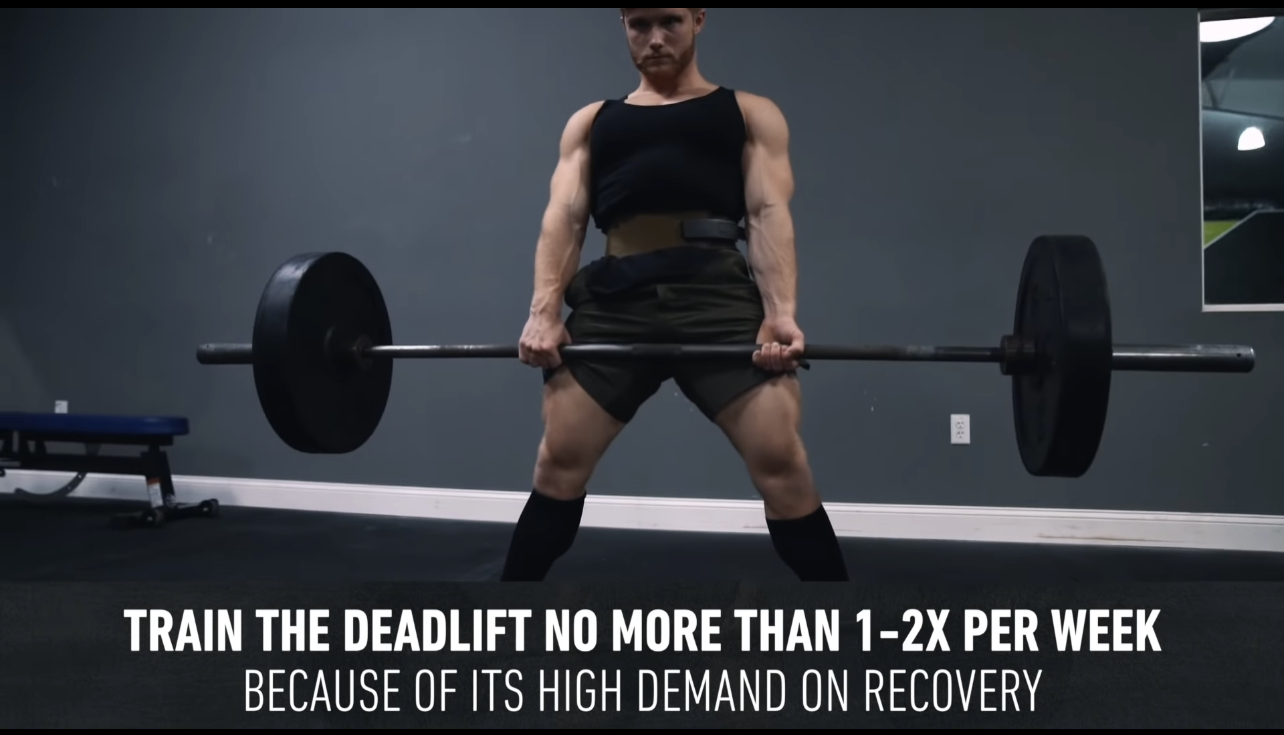 TRAIN THE DEADLIFT NO MORE THAN 1-2X PER WEEK
BECAUSE OF ITS HIGH DEMAND ON RECOVERY